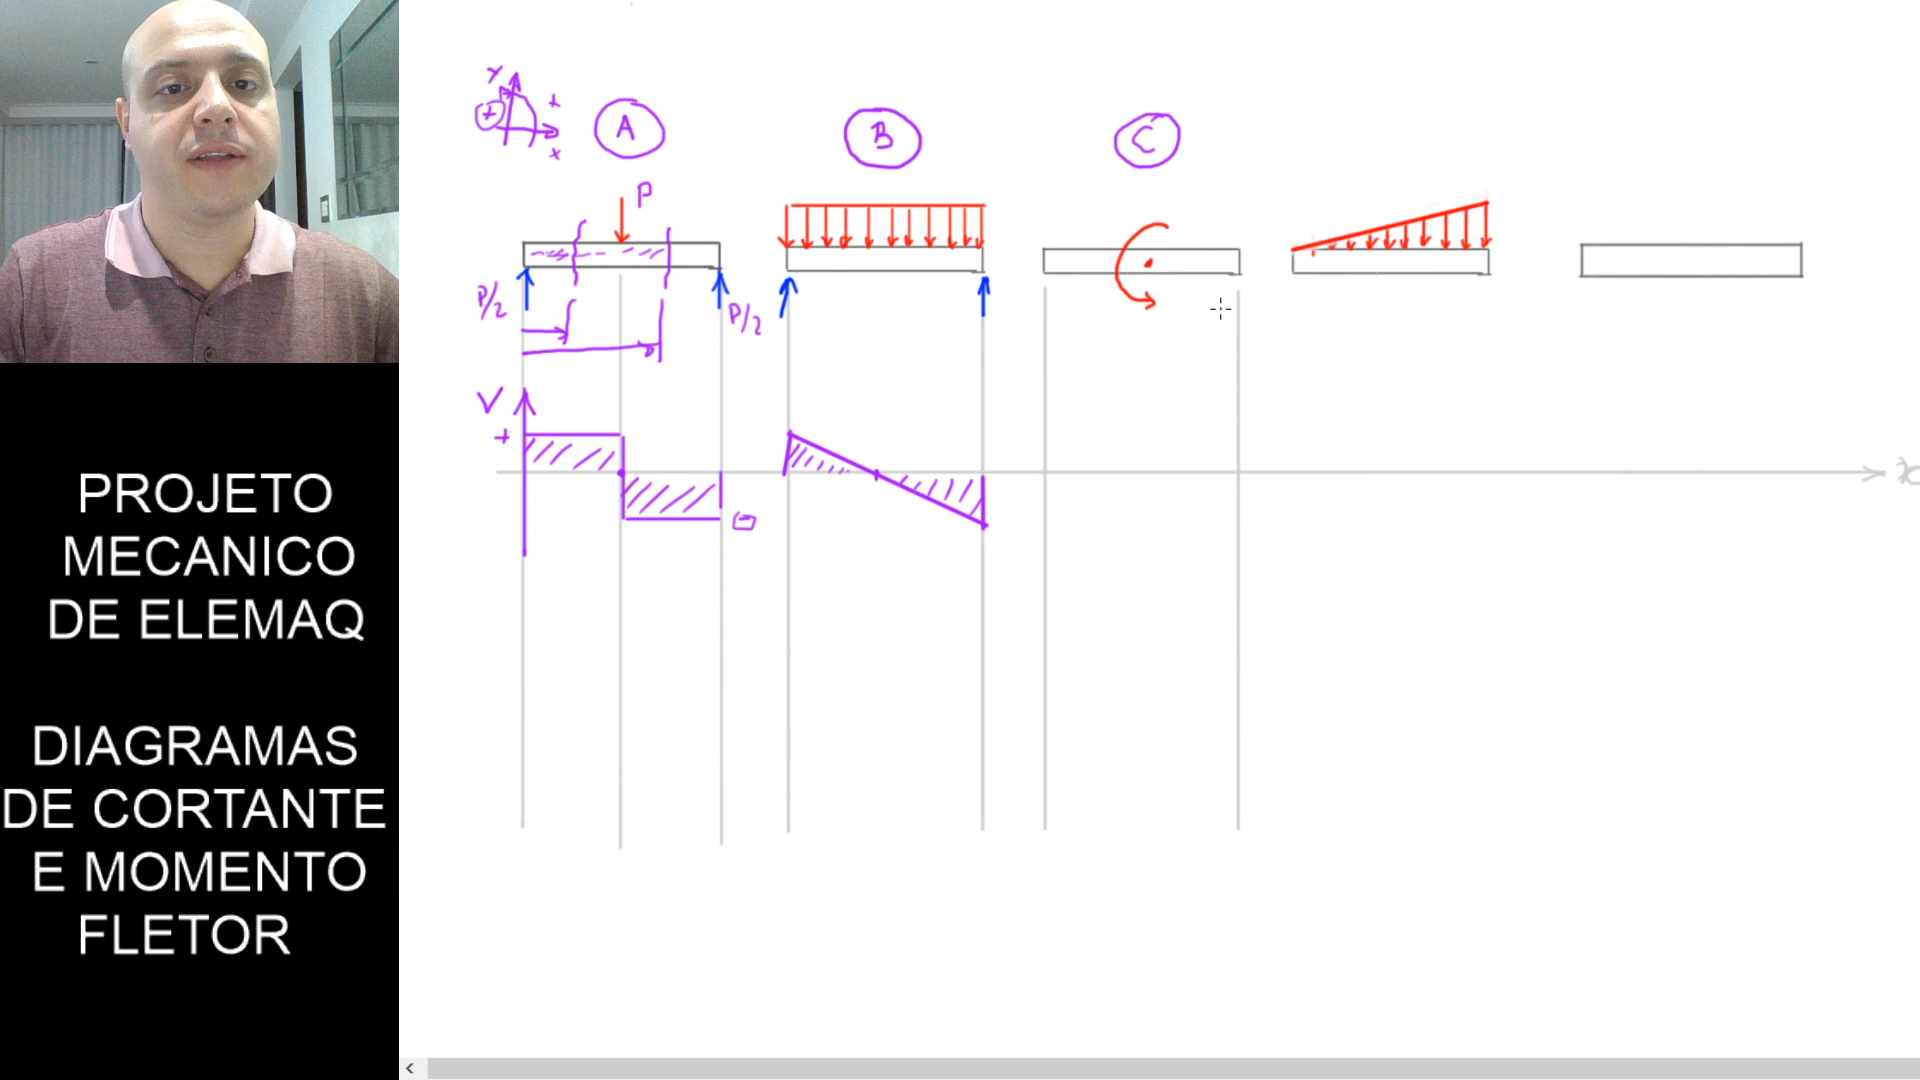 PROJETO
MECANICO
DE ELEMAQ
DIAGRAMAS
DE CORTANTE
E MOMENTO
FLETOR
Y
+
+
x
A
B
C
P
P/2
P/2
V
+
x